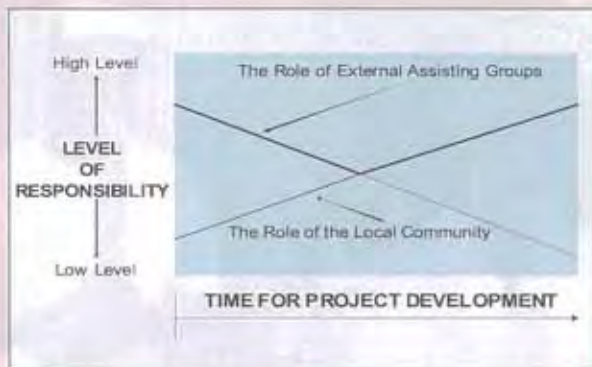 High Level
The Role of External Assisting Groups
LEVEL
OF
RESPONSIBILITY
The Role of the Local Community
Low Level
TIME FOR PROJECT DEVELOPMENT